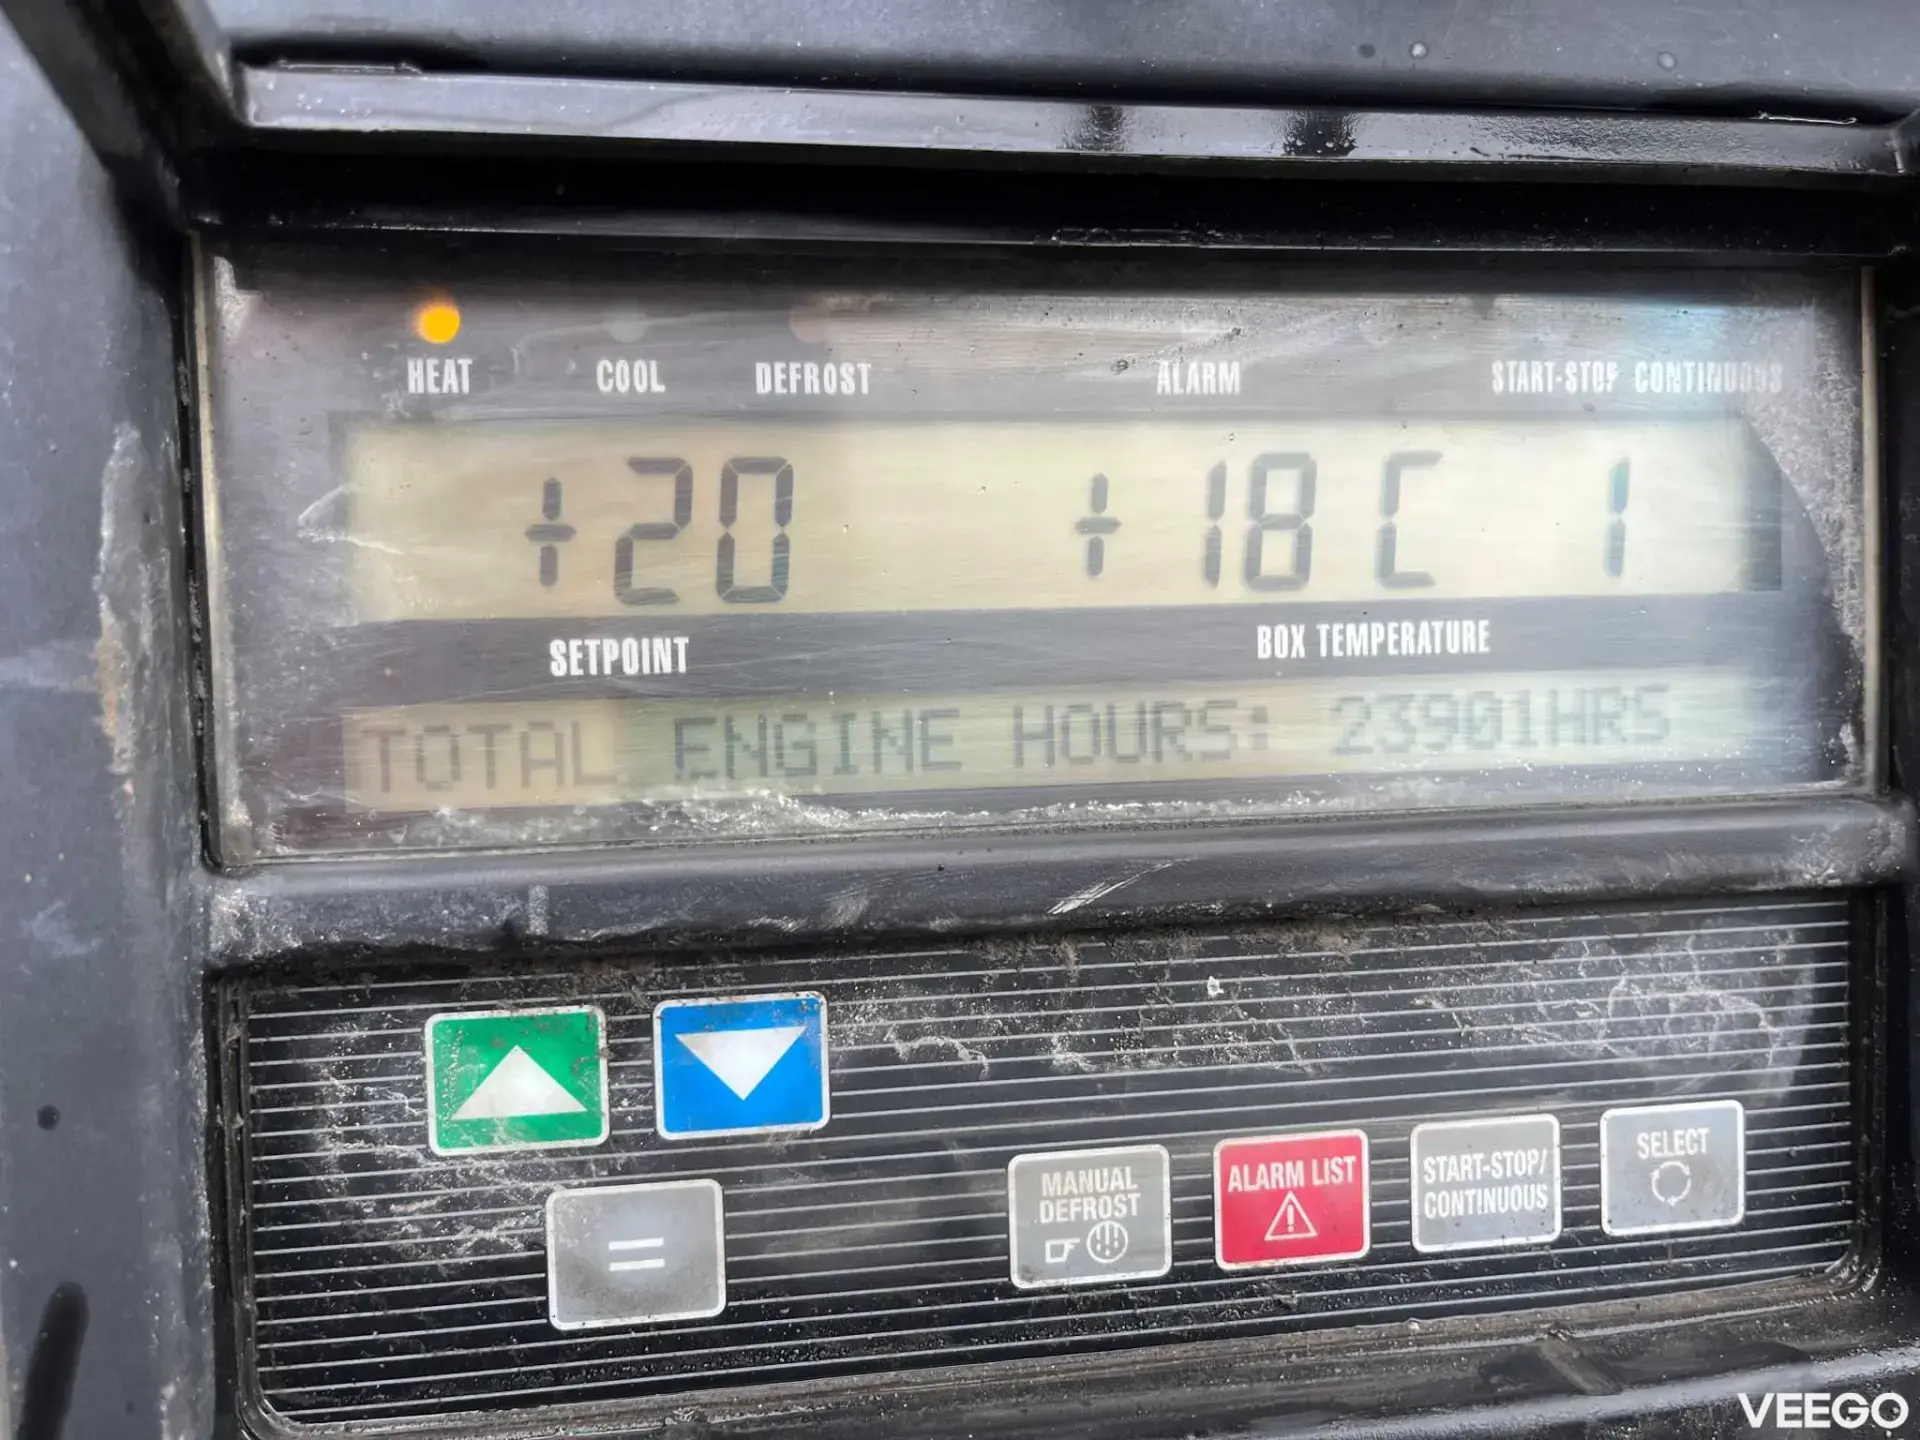 HEAT COOL DEFROST ALARM START-STOP CONTINUOUS
+20 +18C 1
SETPOINT BOX TEMPERATURE
TOTAL ENGINE HOURS: 23901HRS
MANUAL DEFROST
ALARM LIST
START-STOP/
CONTINUOUS
SELECT
=
VEEGO